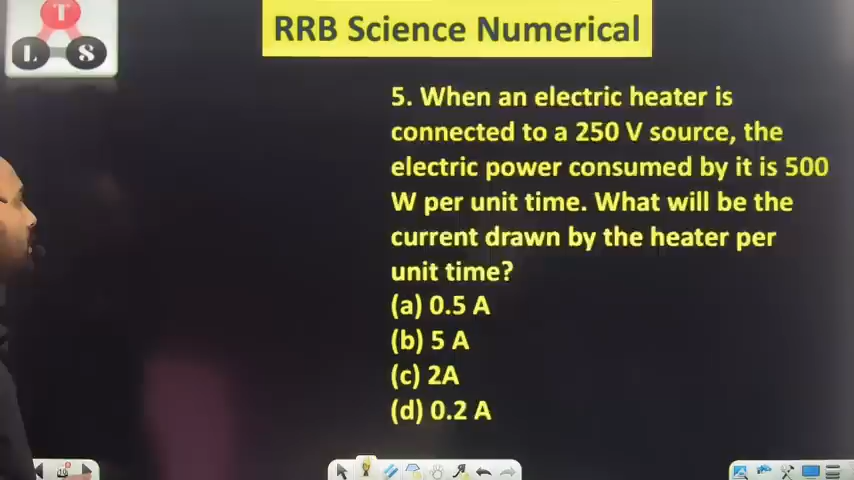 T
L S
RRB Science Numerical
5. When an electric heater is
connected to a 250 V source, the
electric power consumed by it is 500
W per unit time. What will be the
current drawn by the heater per
unit time?
(a) 0.5 A
(b) 5 A
(c) 2A
(d) 0.2 A